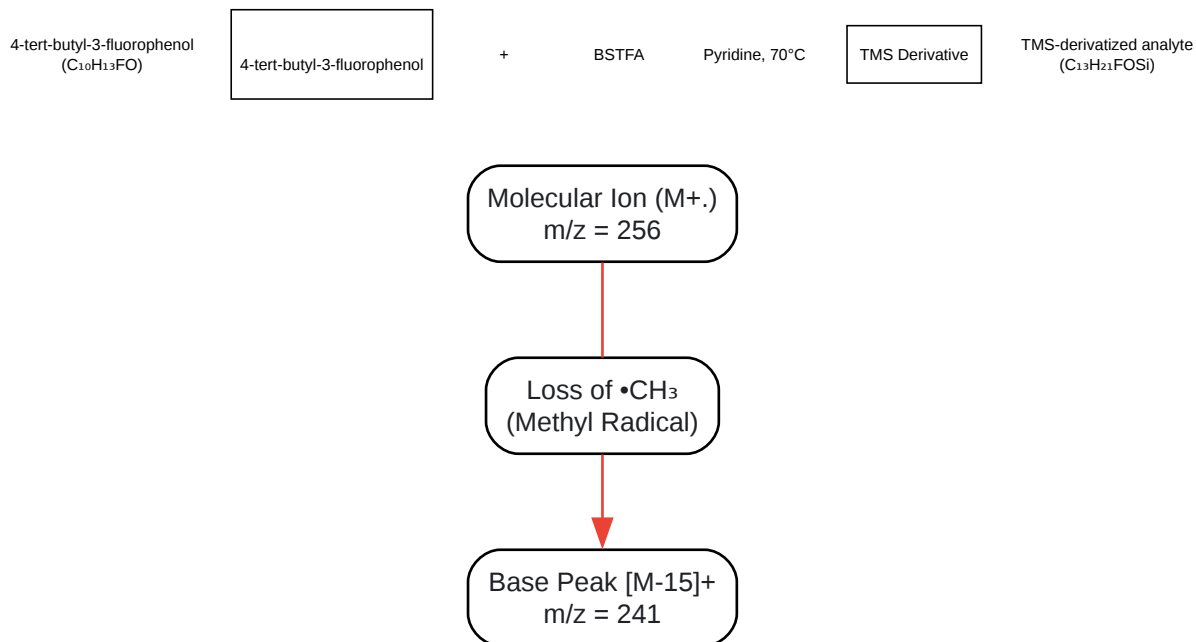 4-tert-butyl-3-fluorophenol
(C₁₀H₁₃FO)
4-tert-butyl-3-fluorophenol
+
BSTFA
Pyridine, 70°C
TMS Derivative
TMS-derivatized analyte
(C₁₃H₂₁FOSi)
Molecular Ion (M+.)
m/z = 256
Loss of •CH₃
(Methyl Radical)
Base Peak [M-15]+
m/z = 241